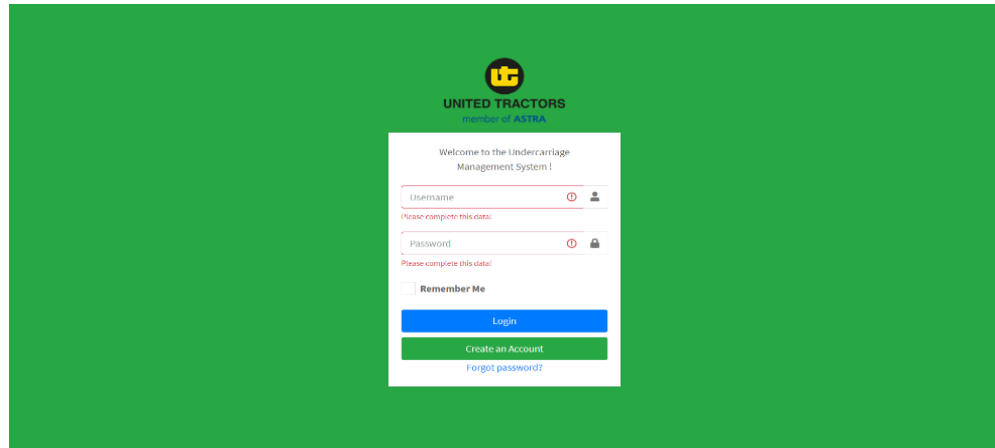 UT
UNITED TRACTORS
member of ASTRA
Welcome to the Undercarriage
Management System !
Username
Please complete this data!
Password
Please complete this data!
Remember Me
Login
Create an Account
Forgot password?